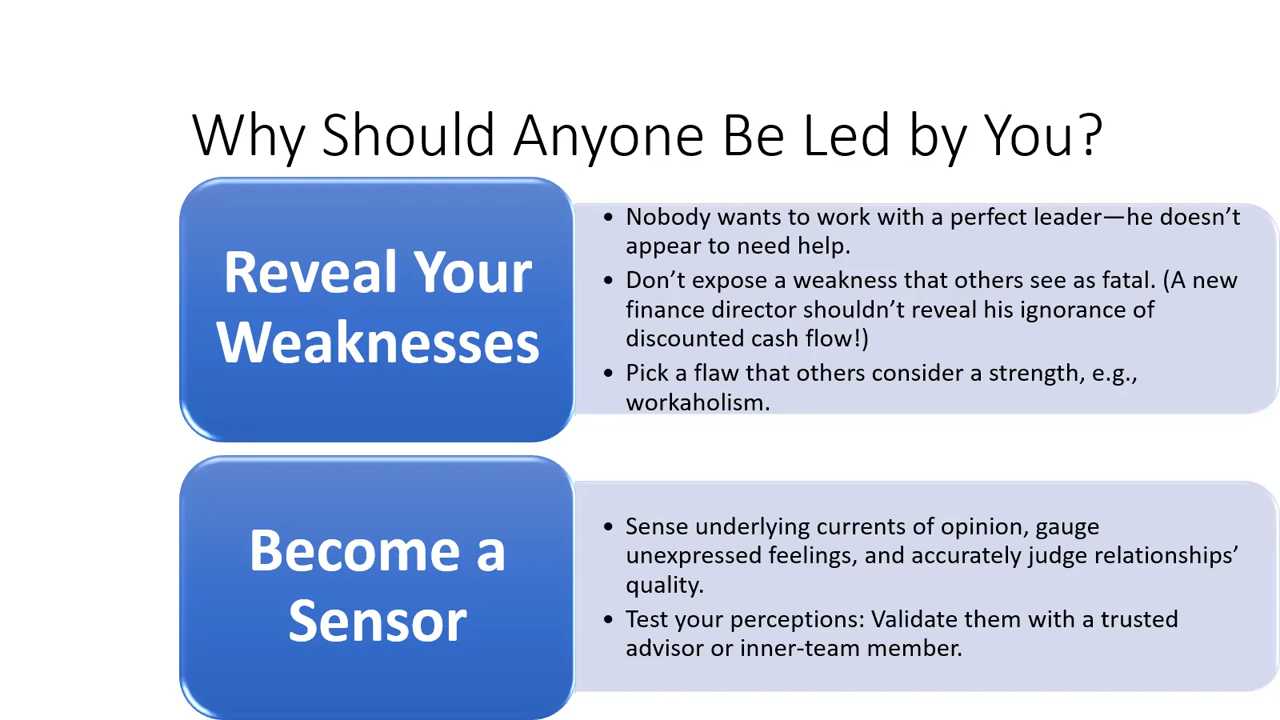 Why Should Anyone Be Led by You?
Reveal Your
Weaknesses
• Nobody wants to work with a perfect leader—he doesn’t
appear to need help.
• Don’t expose a weakness that others see as fatal. (A new
finance director shouldn’t reveal his ignorance of
discounted cash flow!)
• Pick a flaw that others consider a strength, e.g.,
workaholism.
Become a
Sensor
• Sense underlying currents of opinion, gauge
unexpressed feelings, and accurately judge relationships’
quality.
• Test your perceptions: Validate them with a trusted
advisor or inner-team member.